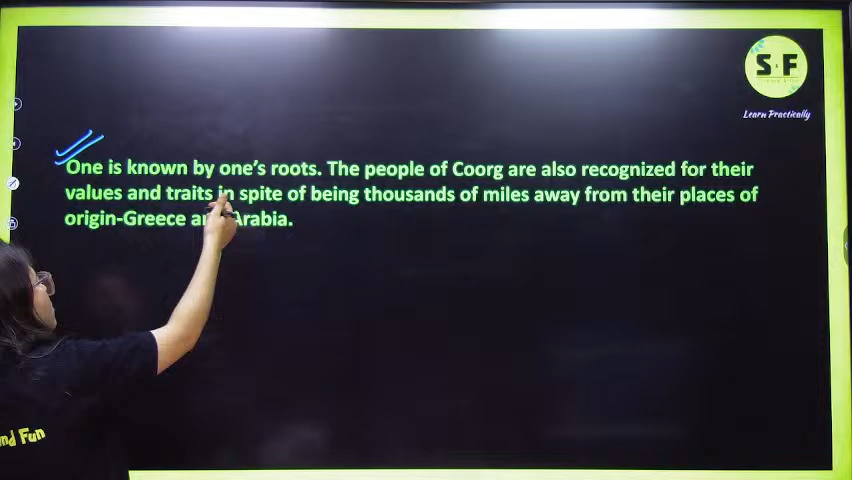 S&F
Learn Practically
One is known by one's roots. The people of Coorg are also recognized for their
values and traits in spite of being thousands of miles away from their places of
origin-Greece and Arabia.
nd Fun